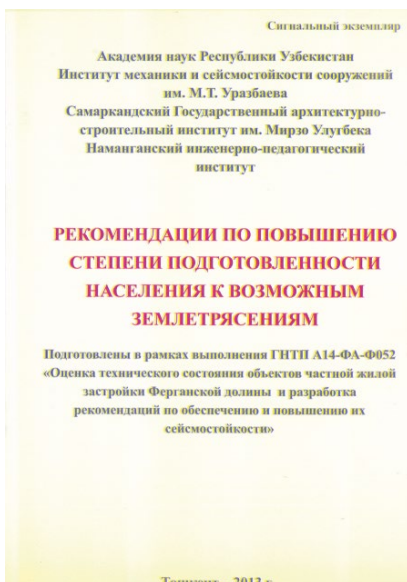 Сигнальный экземпляр
Академия наук Республики Узбекистан
Институт механики и сейсмостойкости сооружений
им. М.Т. Уразбаева
Самаркандский Государственный архитектурно-
строительный институт им. Мирзо Улугбека
Наманганский инженерно-педагогический
институт
РЕКОМЕНДАЦИИ ПО ПОВЫШЕНИЮ
СТЕПЕНИ ПОДГОТОВЛЕННОСТИ
НАСЕЛЕНИЯ К ВОЗМОЖНЫМ
ЗЕМЛЕТРЯСЕНИЯМ
Подготовлены в рамках выполнения ГНТП А14-ФА-Ф052
«Оценка технического состояния объектов частной жилой
застройки Ферганской долины и разработка
рекомендаций по обеспечению и повышению их
сейсмостойкости»
Ташкент – 2013 г.